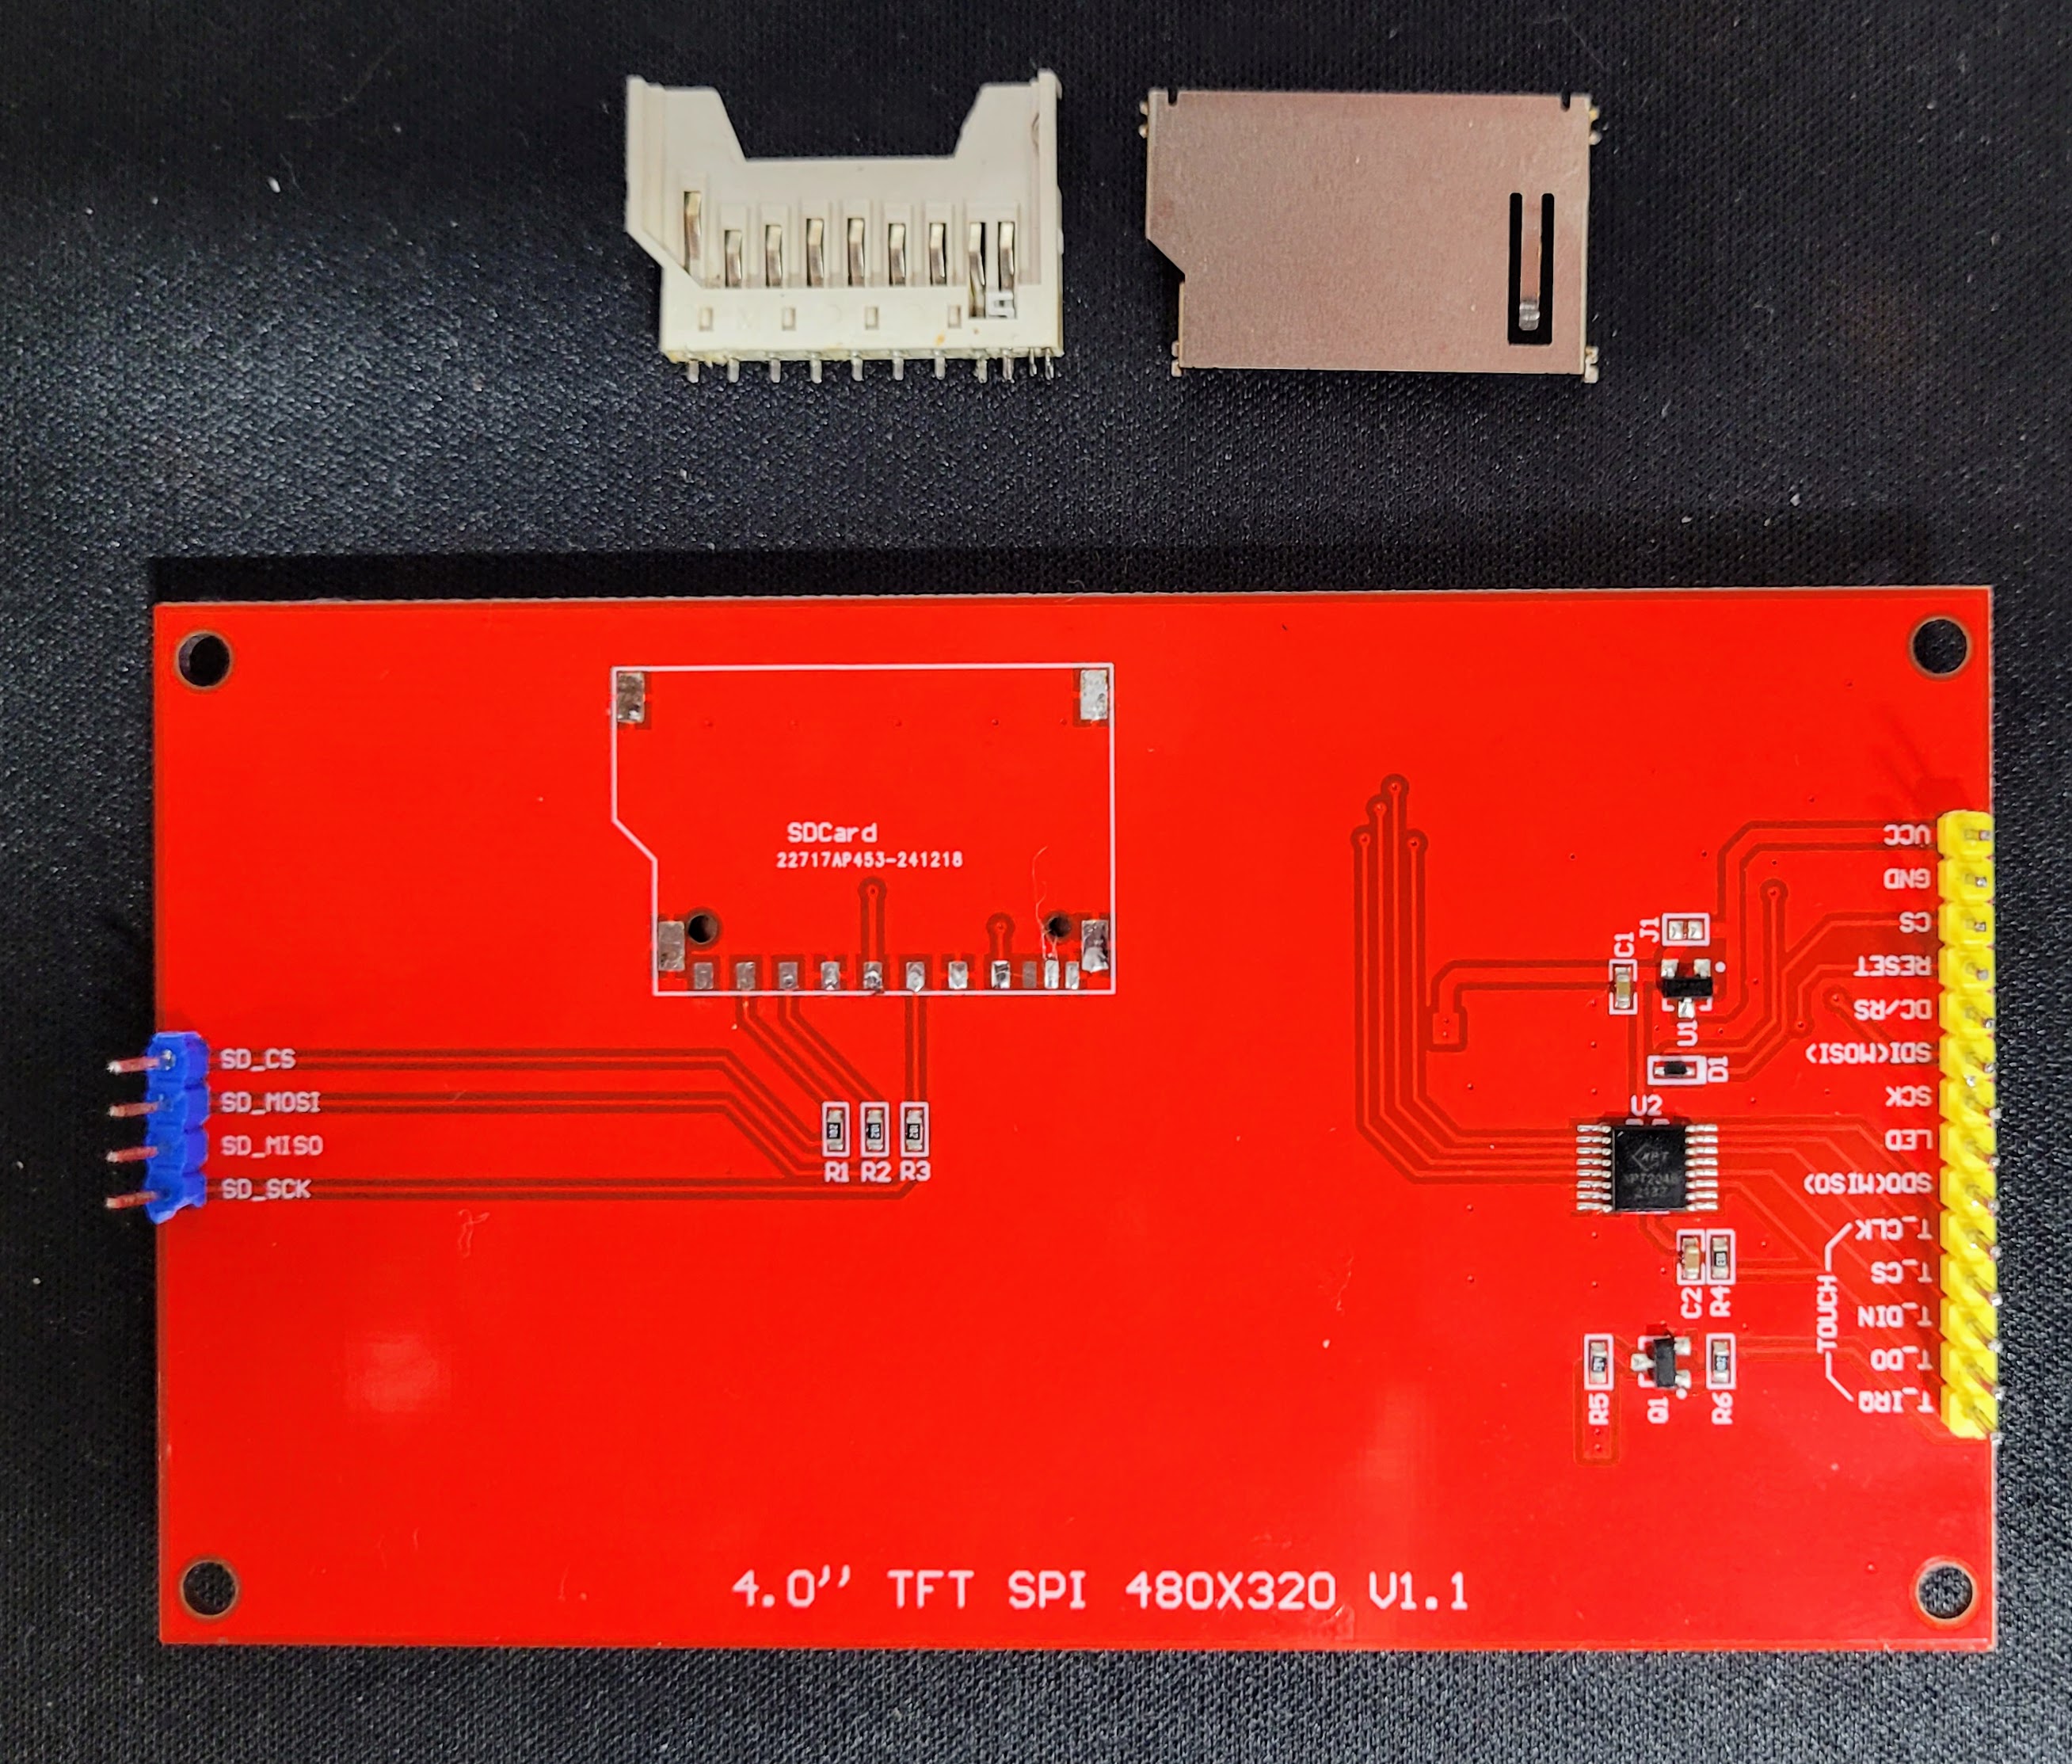 SDCard
22717AP453-241218
SD_CS
SD_MOSI
SD_MISO
SD_SCK
R1 R2 R3
VCC
GND
CS
RESET
DC/RS
SDI(MOSI)
SCK
LED
SDO(MISO)
T_CLK
T_CS
T_DIN
T_DO
T_IRQ
TOUCH
J1
C1
U1
D1
U2
XPT
XPT2046
C2
R4
R5
Q1
R6
4.0” TFT SPI 480X320 V1.1